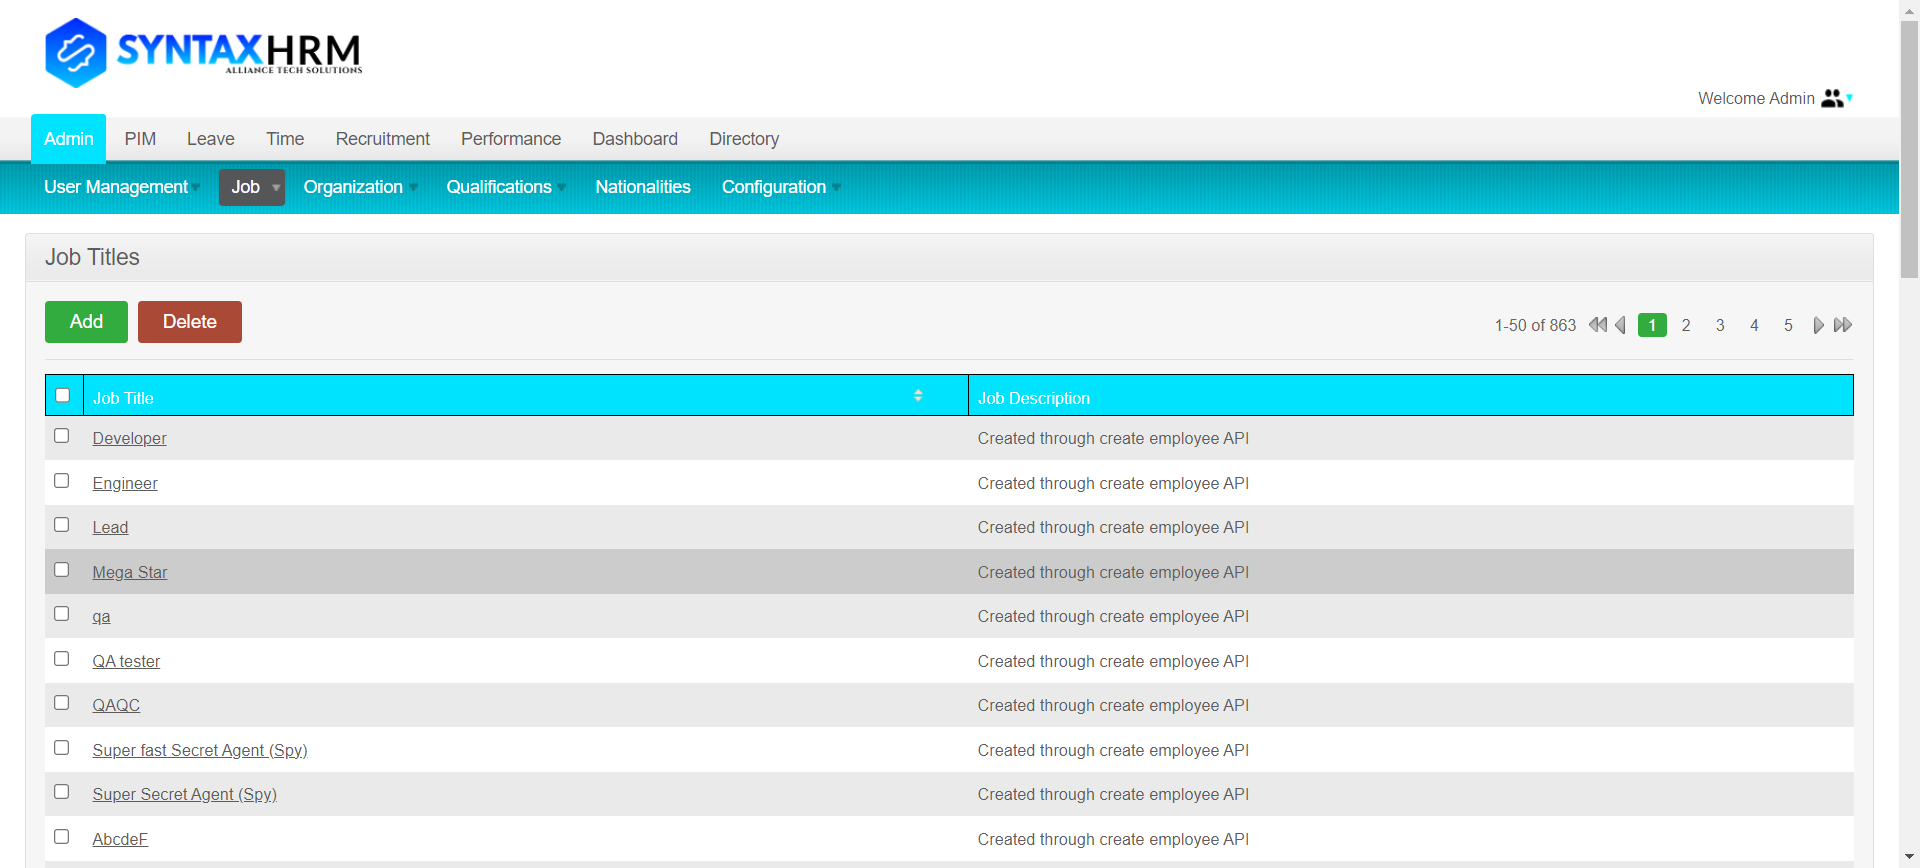 SYNTAXHRM
ALLIANCE TECH SOLUTIONS
Welcome Admin
Admin PIM Leave Time Recruitment Performance Dashboard Directory
User Management Job Organization Qualifications Nationalities Configuration
Job Titles
Add Delete 1-50 of 863 1 2 3 4 5
Job Title Job Description
Developer Created through create employee API
Engineer Created through create employee API
Lead Created through create employee API
Mega Star Created through create employee API
qa Created through create employee API
QA tester Created through create employee API
QAQC Created through create employee API
Super fast Secret Agent (Spy) Created through create employee API
Super Secret Agent (Spy) Created through create employee API
AbcdeF Created through create employee API